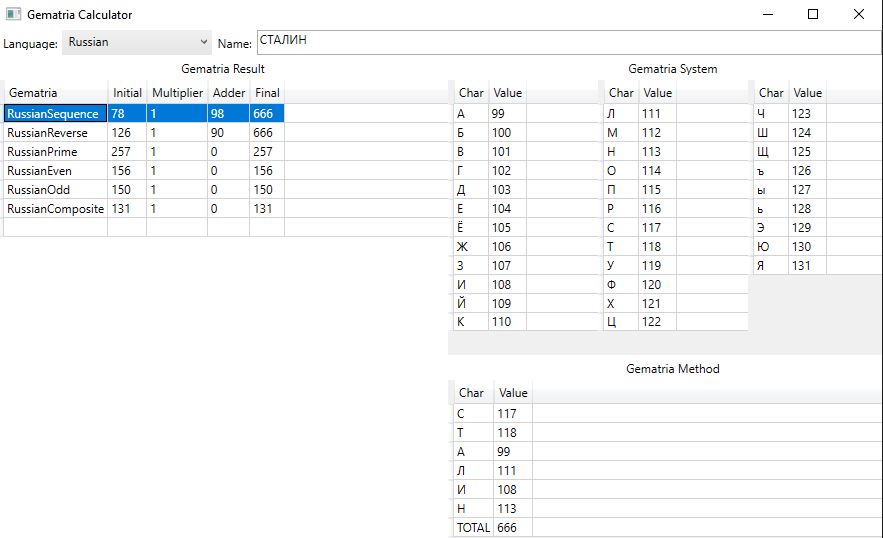 Gematria Calculator
Language: Russian Name: СТАЛИН
Gematria Result
Gematria Initial Multiplier Adder Final
RussianSequence 78 1 98 666
RussianReverse 126 1 90 666
RussianPrime 257 1 0 257
RussianEven 156 1 0 156
RussianOdd 150 1 0 150
RussianComposite 131 1 0 131
Gematria System
Char Value Char Value Char Value
А 99 Л 111 Ч 123
Б 100 М 112 Ш 124
В 101 Н 113 Щ 125
Г 102 О 114 ъ 126
Д 103 П 115 ы 127
Е 104 Р 116 ь 128
Ё 105 С 117 Э 129
Ж 106 Т 118 Ю 130
З 107 У 119 Я 131
И 108 Ф 120
Й 109 Х 121
К 110 Ц 122
Gematria Method
Char Value
С 117
Т 118
А 99
Л 111
И 108
Н 113
TOTAL 666